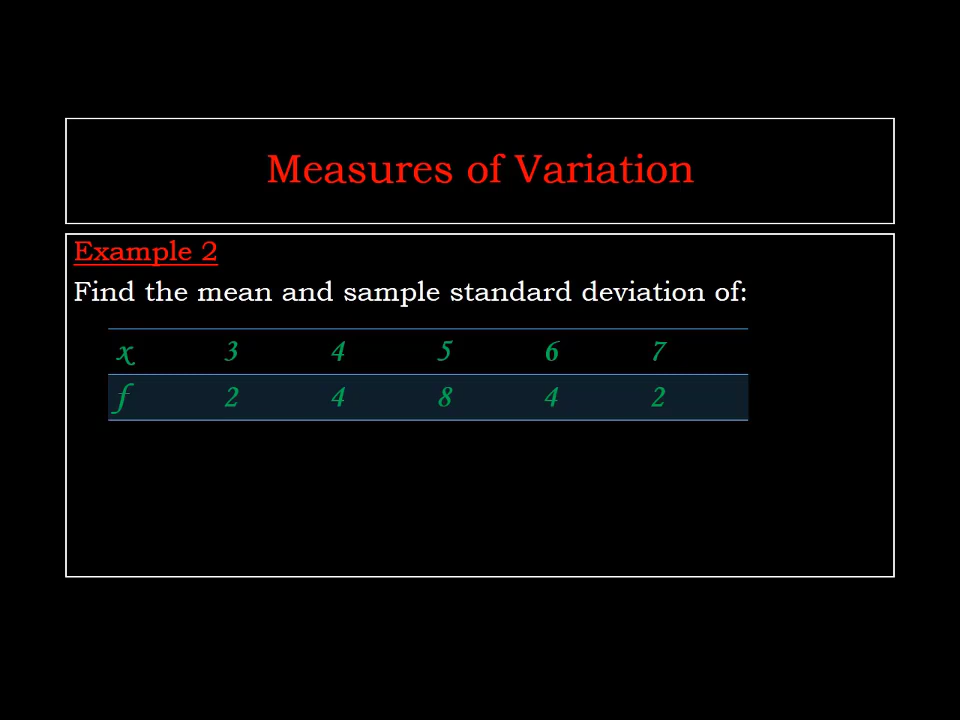 Measures of Variation
Example 2
Find the mean and sample standard deviation of:
x 3 4 5 6 7
f 2 4 8 4 2